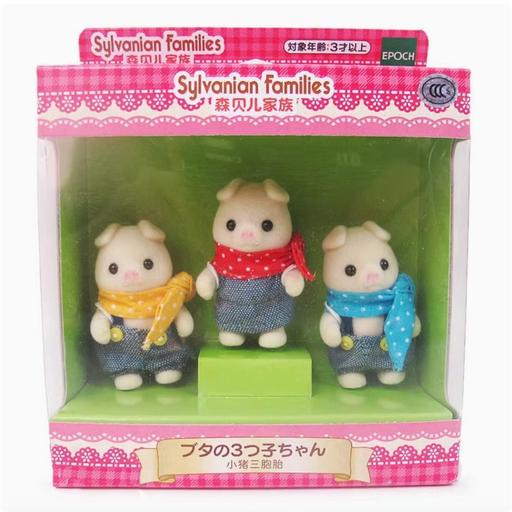 Sylvanian Families
森贝儿家族
対象年齢:3才以上
EPOCH
Sylvanian Families
森贝儿家族
CCC S
ブタの3つ子ちゃん
小猪三胞胎